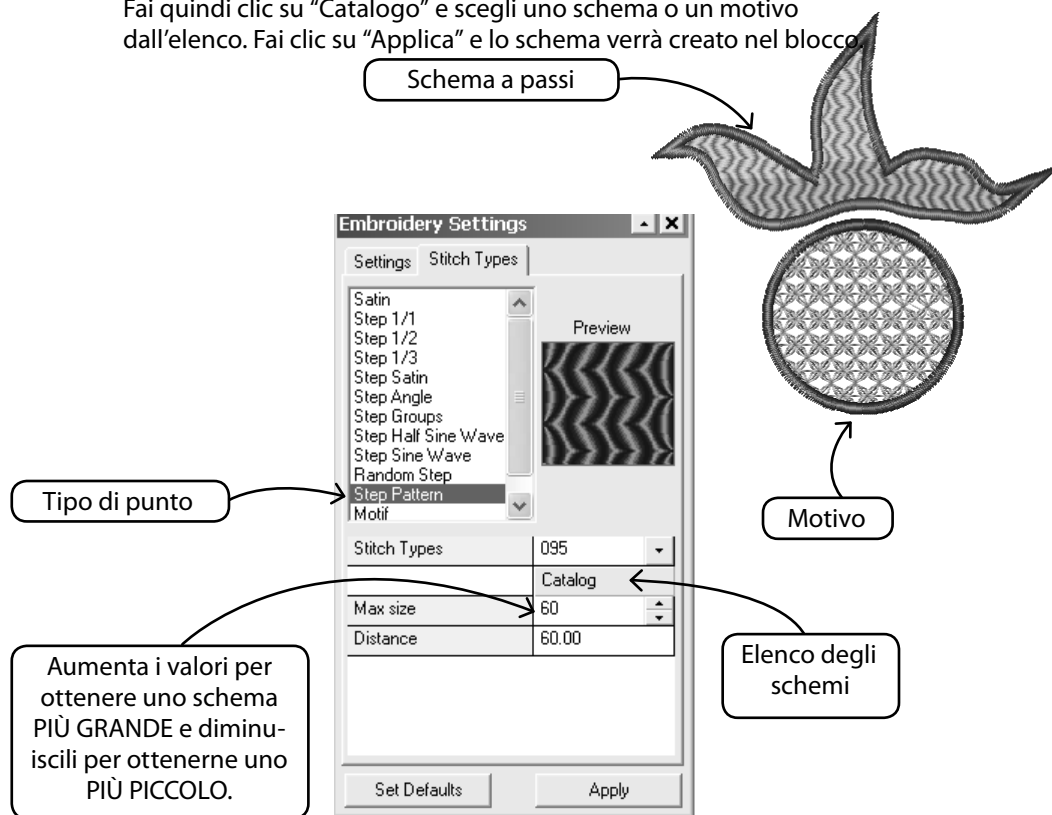 Fai quindi clic su “Catalogo” e scegli uno schema o un motivo
dall’elenco. Fai clic su “Applica” e lo schema verrà creato nel blocco.
Schema a passi
Embroidery Settings
Settings
Stitch Types
Satin
Step 1/1
Step 1/2
Step 1/3
Step Satin
Step Angle
Step Groups
Step Half Sine Wave
Step Sine Wave
Random Step
Step Pattern
Motif
Preview
Tipo di punto
Motivo
Stitch Types 095
Catalog
Max size 60
Distance 60.00
Aumenta i valori per
ottenere uno schema
PIÙ GRANDE e diminu-
iscili per ottenerne uno
PIÙ PICCOLO.
Elenco degli
schemi
Set Defaults
Apply